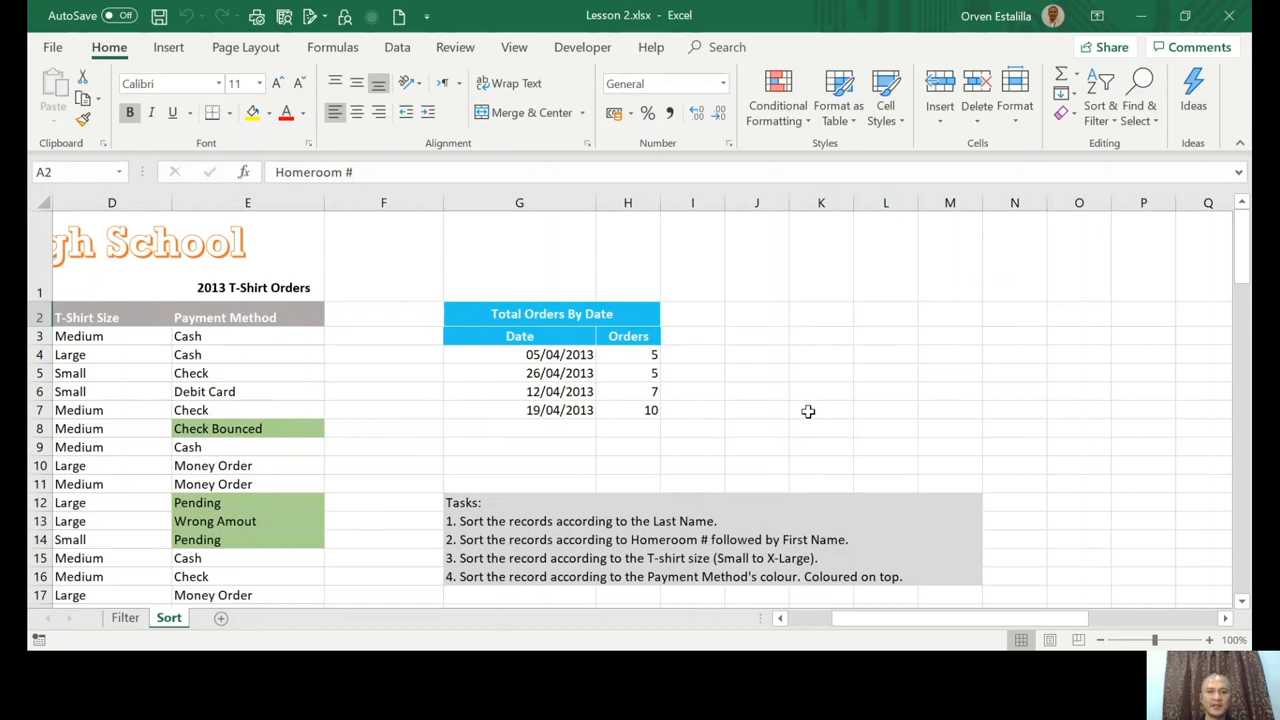 AutoSave Off Lesson 2.xlsx - Excel Orven Estalilla
File Home Insert Page Layout Formulas Data Review View Developer Help Search Share Comments
Calibri 11 Wrap Text General
Paste B I U Merge & Center % Conditional Formatting Format as Table Cell Styles Insert Delete Format Sort & Filter Find & Select Ideas
Clipboard Font Alignment Number Styles Cells Editing Ideas
A2 fx Homeroom #
D E F G H I J K L M N O P Q
gh School
1 2013 T-Shirt Orders
2 T-Shirt Size Payment Method Total Orders By Date
3 Medium Cash Date Orders
4 Large Cash 05/04/2013 5
5 Small Check 26/04/2013 5
6 Small Debit Card 12/04/2013 7
7 Medium Check 19/04/2013 10
8 Medium Check Bounced
9 Medium Cash
10 Large Money Order
11 Medium Money Order
12 Large Pending Tasks:
13 Large Wrong Amout 1. Sort the records according to the Last Name.
14 Small Pending 2. Sort the records according to Homeroom # followed by First Name.
15 Medium Cash 3. Sort the record according to the T-shirt size (Small to X-Large).
16 Medium Check 4. Sort the record according to the Payment Method's colour. Coloured on top.
17 Large Money Order
Filter Sort
100%